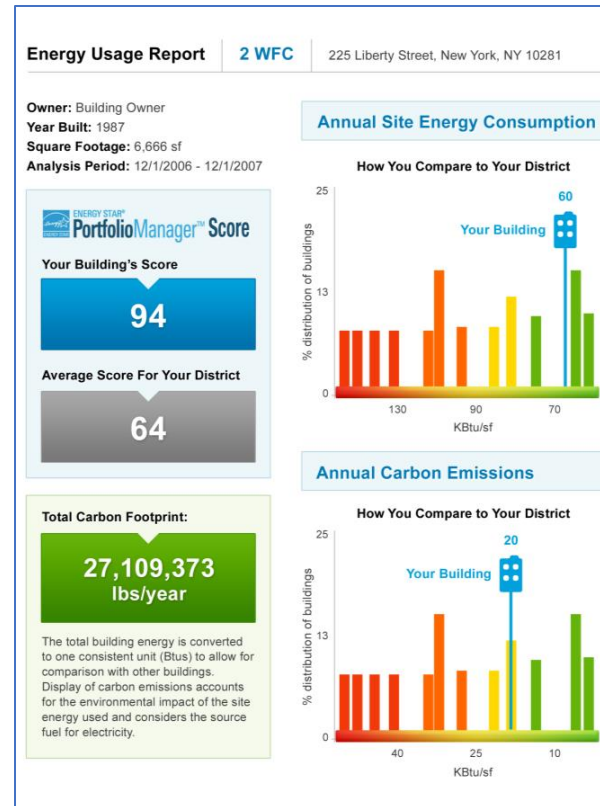 Energy Usage Report
2 WFC
225 Liberty Street, New York, NY 10281
Owner: Building Owner
Year Built: 1987
Square Footage: 6,666 sf
Analysis Period: 12/1/2006 - 12/1/2007
ENERGY STAR®
PortfolioManager™ Score
Your Building's Score
94
Average Score For Your District
64
Total Carbon Footprint:
27,109,373
lbs/year
The total building energy is converted
to one consistent unit (Btus) to allow for
comparison with other buildings.
Display of carbon emissions accounts
for the environmental impact of the site
energy used and considers the source
fuel for electricity.
Annual Site Energy Consumption
How You Compare to Your District
25
60
Your Building
13
% distribution of buildings
0
130
90
70
KBtu/sf
Annual Carbon Emissions
How You Compare to Your District
25
20
Your Building
13
% distribution of buildings
0
40
25
10
KBtu/sf